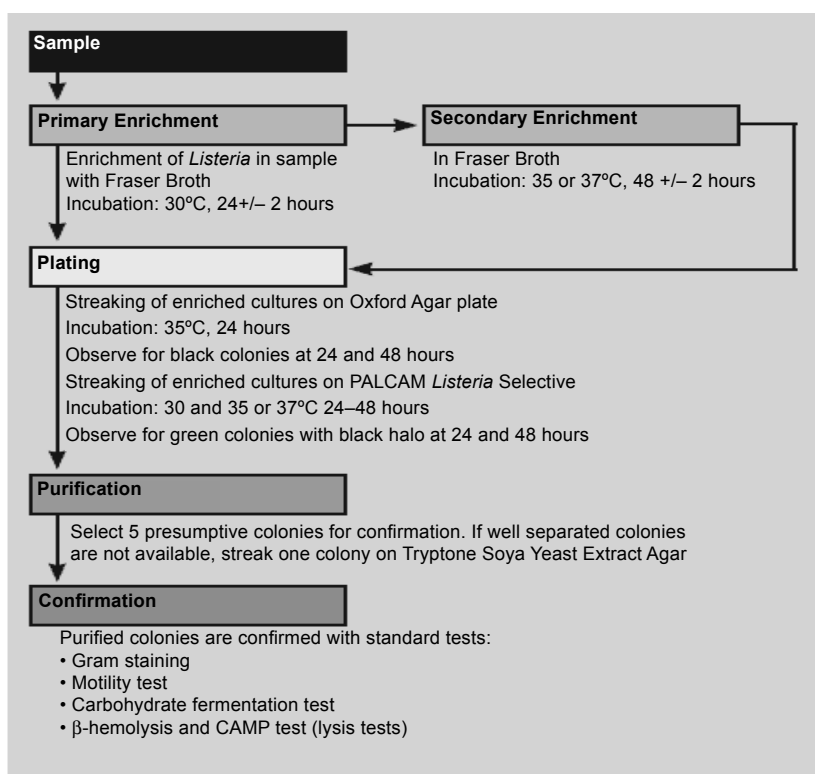 Sample
Primary Enrichment
Enrichment of Listeria in sample
with Fraser Broth
Incubation: 30ºC, 24+/– 2 hours
Secondary Enrichment
In Fraser Broth
Incubation: 35 or 37ºC, 48 +/– 2 hours
Plating
Streaking of enriched cultures on Oxford Agar plate
Incubation: 35ºC, 24 hours
Observe for black colonies at 24 and 48 hours
Streaking of enriched cultures on PALCAM Listeria Selective
Incubation: 30 and 35 or 37ºC 24–48 hours
Observe for green colonies with black halo at 24 and 48 hours
Purification
Select 5 presumptive colonies for confirmation. If well separated colonies
are not available, streak one colony on Tryptone Soya Yeast Extract Agar
Confirmation
Purified colonies are confirmed with standard tests:
• Gram staining
• Motility test
• Carbohydrate fermentation test
• β-hemolysis and CAMP test (lysis tests)